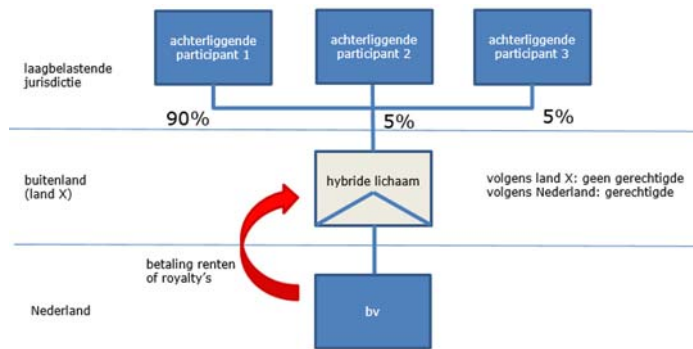 achterliggende
participant 1
achterliggende
participant 2
achterliggende
participant 3
laagbelastende
jurisdictie
90%
5%
5%
buitenland
(land X)
hybride lichaam
volgens land X: geen gerechtigde
volgens Nederland: gerechtigde
betaling renten
of royalty's
Nederland
bv